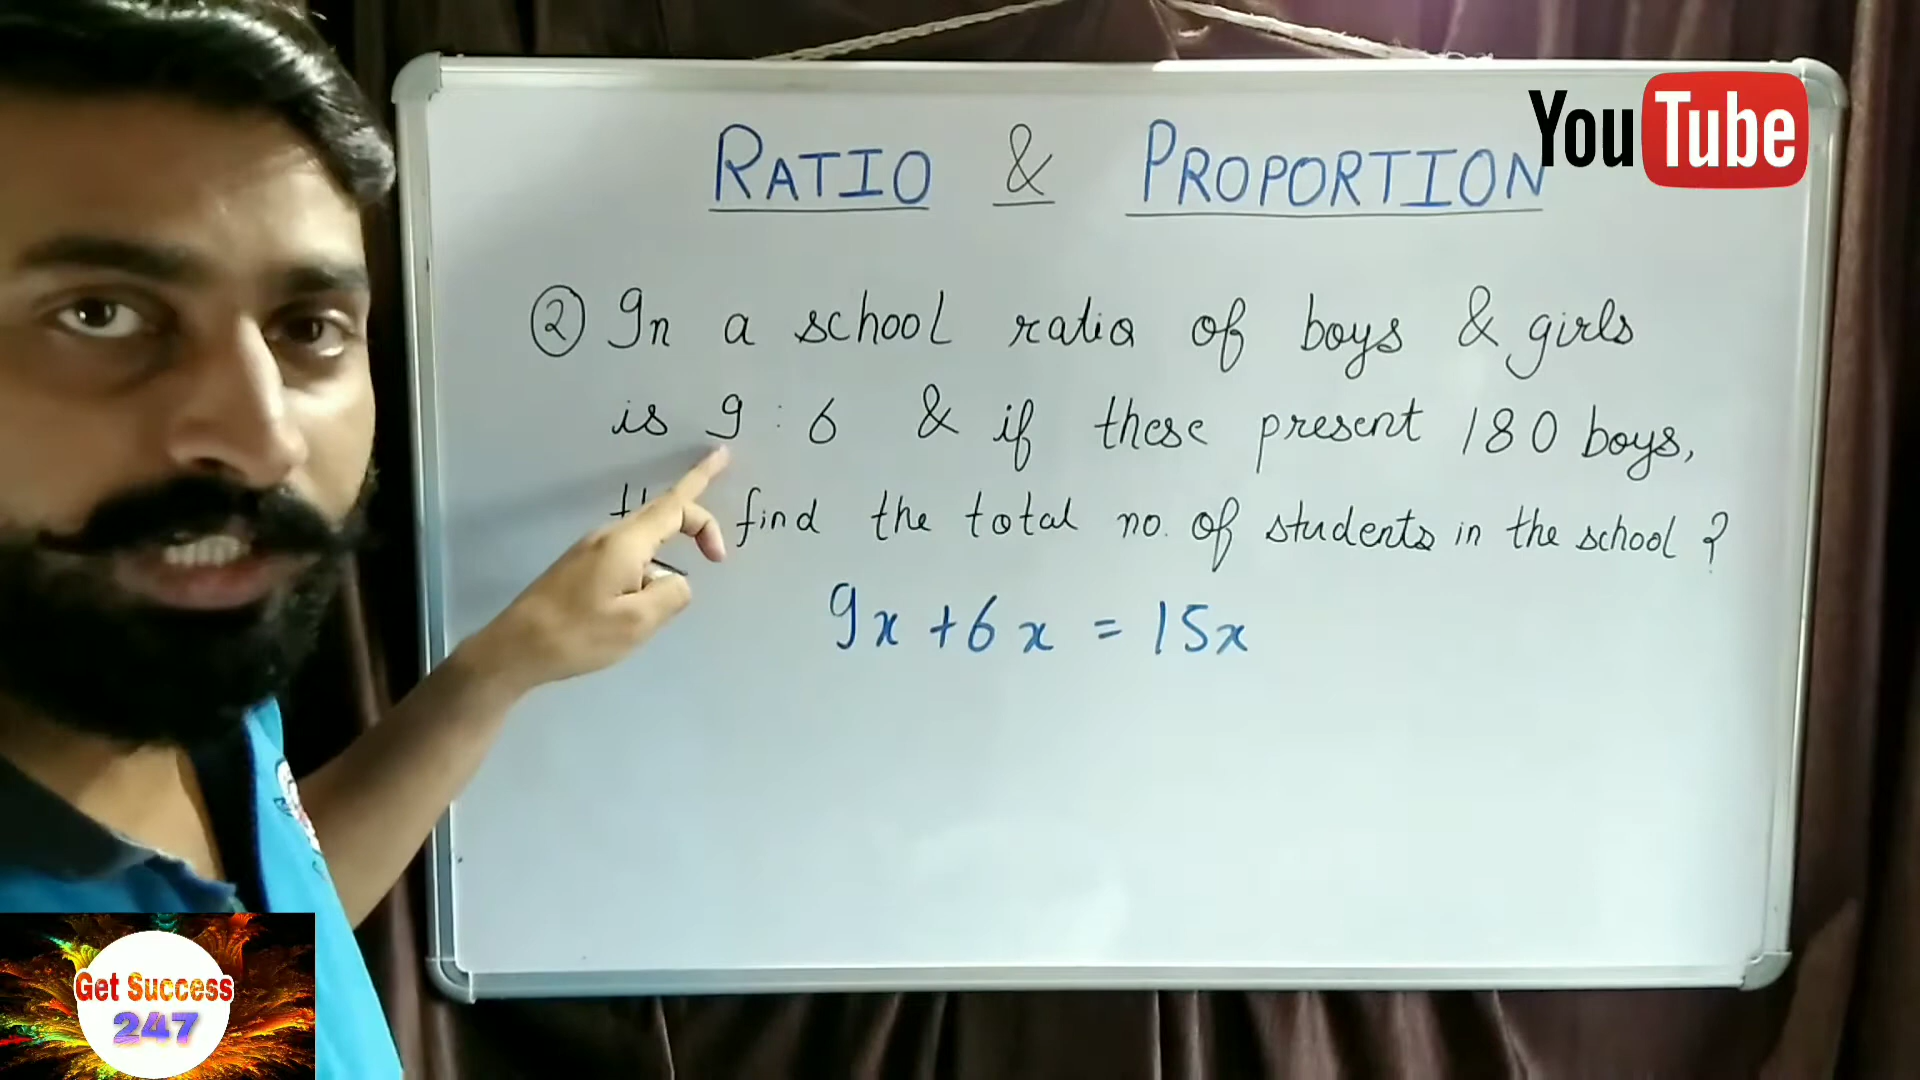 RATIO & PROPORTION
YouTube
② In a school ratio of boys & girls
is 9 : 6 & if these present 180 boys,
find the total no. of students in the school ?
9x + 6x = 15x
Get Success
247